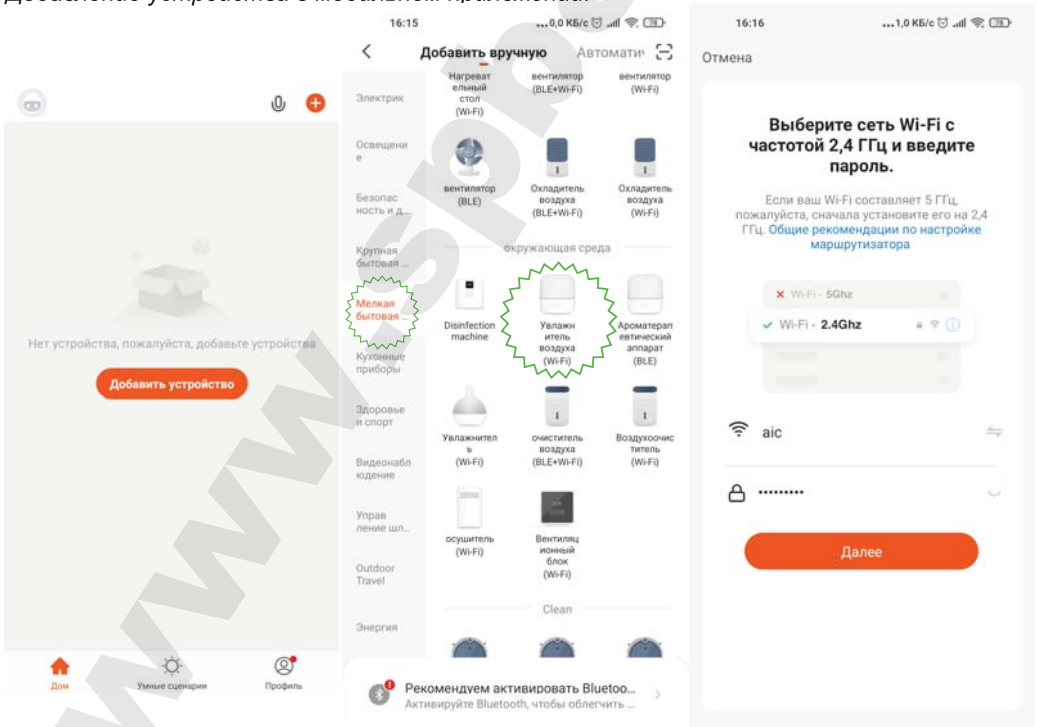 Добавление устройства в мобильном приложении:
Нет устройства, пожалуйста, добавьте устройства
Добавить устройство
Дом
Умные сценарии
Профиль
16:15
...0,0 КБ/с
78
Добавить вручную
Автомати
Электрик
Освещени
е
Безопас
ность и д...
Крупная
бытовая ...
Мелкая
бытовая ...
Кухонные
приборы
Здоровье
и спорт
Видеонабл
юдение
Управ
ление шл...
Outdoor
Travel
Энергия
Нагреват
ельный
стол
(Wi-Fi)
вентилятор
(BLE+Wi-Fi)
вентилятор
(Wi-Fi)
вентилятор
(BLE)
Охладитель
воздуха
(BLE+Wi-Fi)
Охладитель
воздуха
(Wi-Fi)
окружающая среда
Disinfection
machine
Увлажн
итель
воздуха
(Wi-Fi)
Ароматерап
евтический
аппарат
(BLE)
Увлажнител
ь
(Wi-Fi)
очиститель
воздуха
(BLE+Wi-Fi)
Воздухоочис
титель
(Wi-Fi)
осушитель
(Wi-Fi)
Вентиляц
ионный
блок
(Wi-Fi)
Clean
Рекомендуем активировать Bluetoo...
Активируйте Bluetooth, чтобы облегчить ...
16:16
...1,0 КБ/с
78
Отмена
Выберите сеть Wi-Fi с
частотой 2,4 ГГц и введите
пароль.
Если ваш Wi-Fi составляет 5 ГГц,
пожалуйста, сначала установите его на 2,4
ГГц. Общие рекомендации по настройке
маршрутизатора
Wi-Fi - 5Ghz
Wi-Fi - 2.4Ghz
aic
•••••••••
Далее